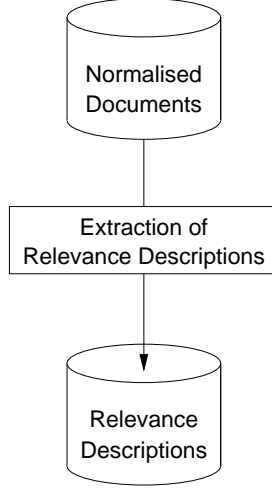 Normalised
Documents
Extraction of
Relevance Descriptions
Relevance
Descriptions